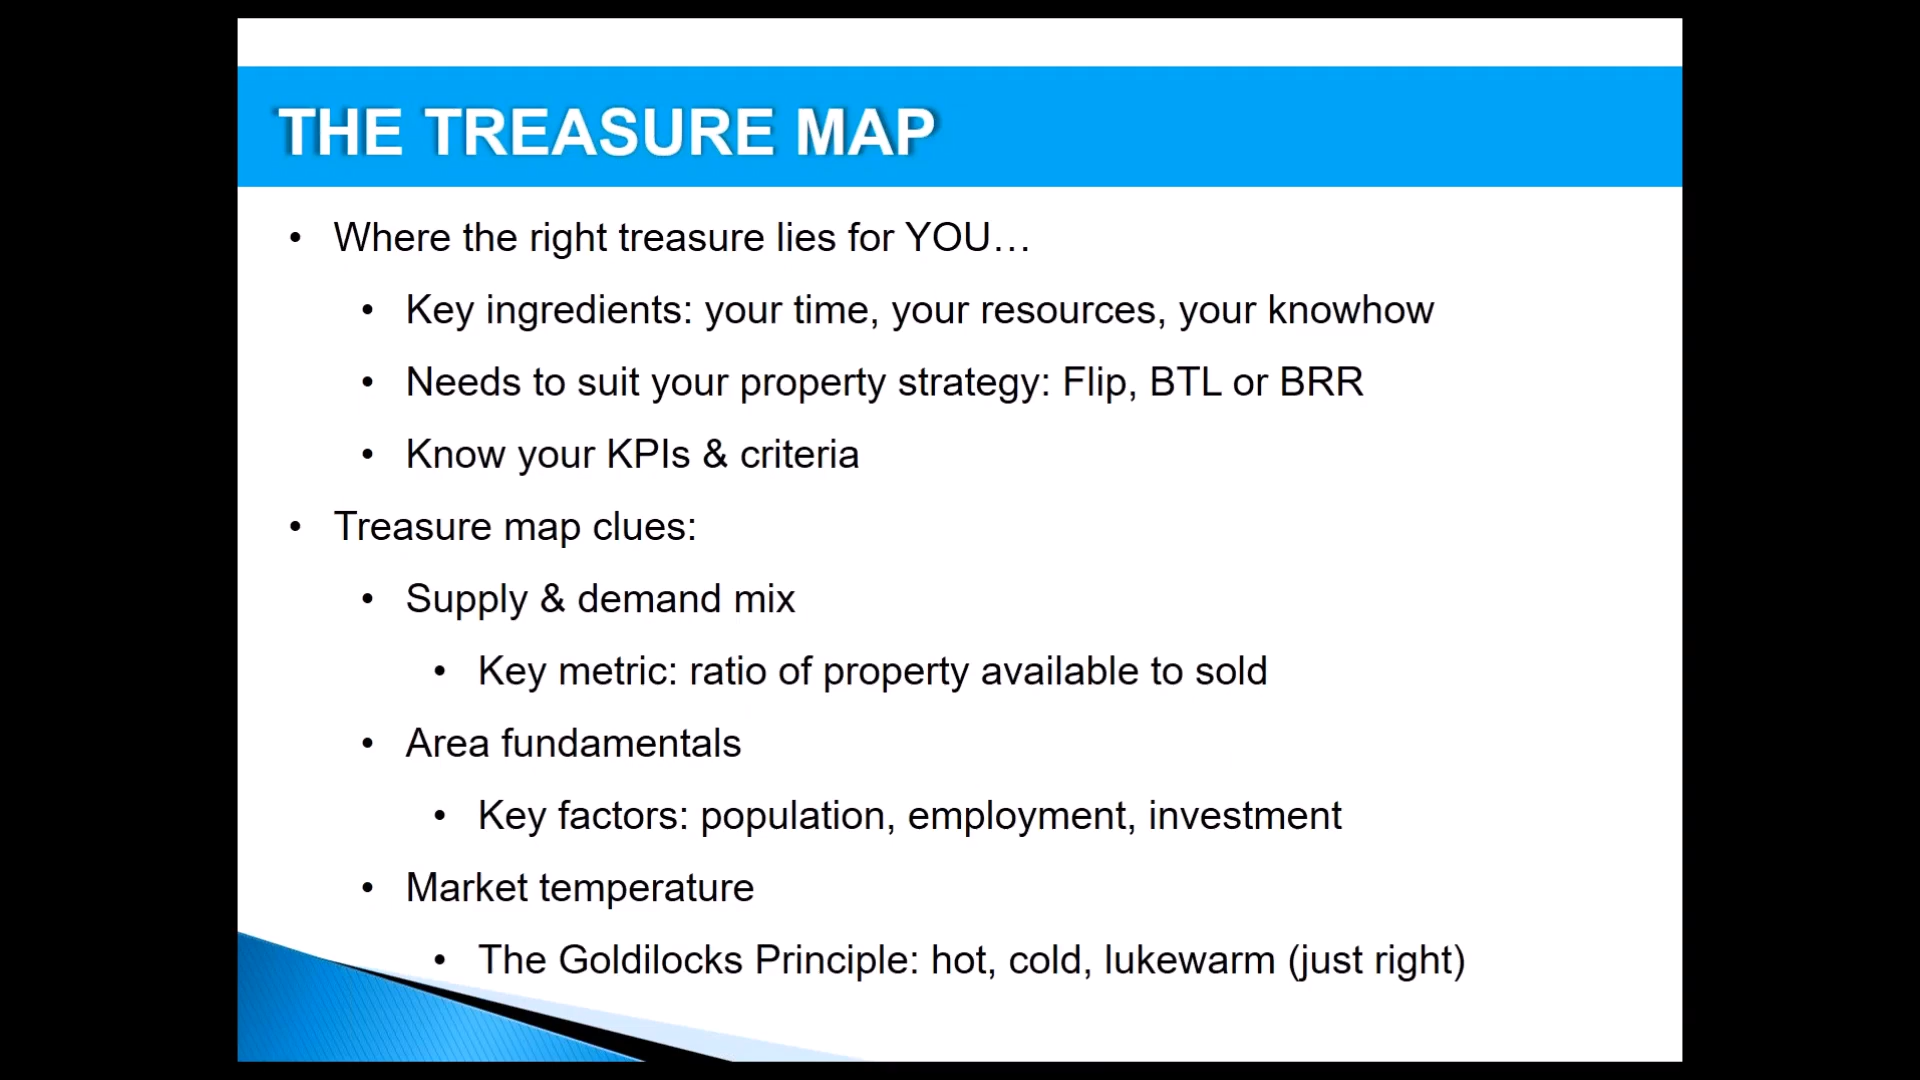 THE TREASURE MAP
• Where the right treasure lies for YOU…
• Key ingredients: your time, your resources, your knowhow
• Needs to suit your property strategy: Flip, BTL or BRR
• Know your KPIs & criteria
• Treasure map clues:
• Supply & demand mix
• Key metric: ratio of property available to sold
• Area fundamentals
• Key factors: population, employment, investment
• Market temperature
• The Goldilocks Principle: hot, cold, lukewarm (just right)